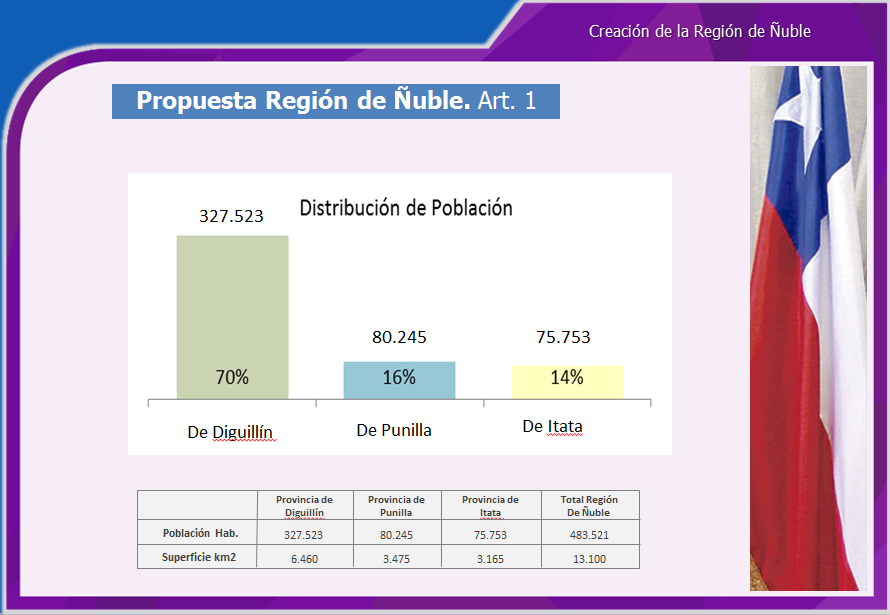 Creación de la Región de Ñuble
Propuesta Región de Ñuble. Art. 1
Distribución de Población
327.523
80.245
75.753
70%
16%
14%
De Diguillín
De Punilla
De Itata
Provincia de Diguillín
Provincia de Punilla
Provincia de Itata
Total Región De Ñuble
Población Hab. 327.523 80.245 75.753 483.521
Superficie km2 6.460 3.475 3.165 13.100